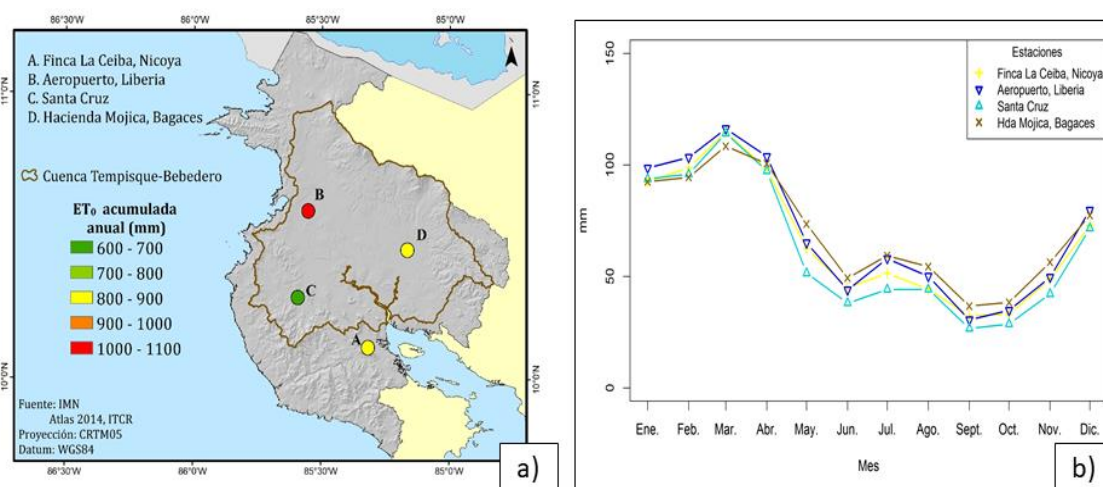 86°30'W 86°0'W 85°30'W 85°0'W
A. Finca La Ceiba, Nicoya
B. Aeropuerto, Liberia
C. Santa Cruz
D. Hacienda Mojica, Bagaces
Cuenca Tempisque-Bebedero
ET₀ acumulada
anual (mm)
600 - 700
700 - 800
800 - 900
900 - 1000
1000 - 1100
Fuente: IMN
Atlas 2014, ITCR
Proyección: CRTM05
Datum: WGS84
11°0'N
10°0'N
B
D
C
A
11°0'N
10°0'N
86°30'W 86°0'W 85°30'W 85°0'W
a)
Estaciones
Finca La Ceiba, Nicoya
Aeropuerto, Liberia
Santa Cruz
Hda Mojica, Bagaces
mm
150
100
50
0
Ene. Feb. Mar. Abr. May. Jun. Jul. Ago. Sept. Oct. Nov. Dic.
Mes
b)